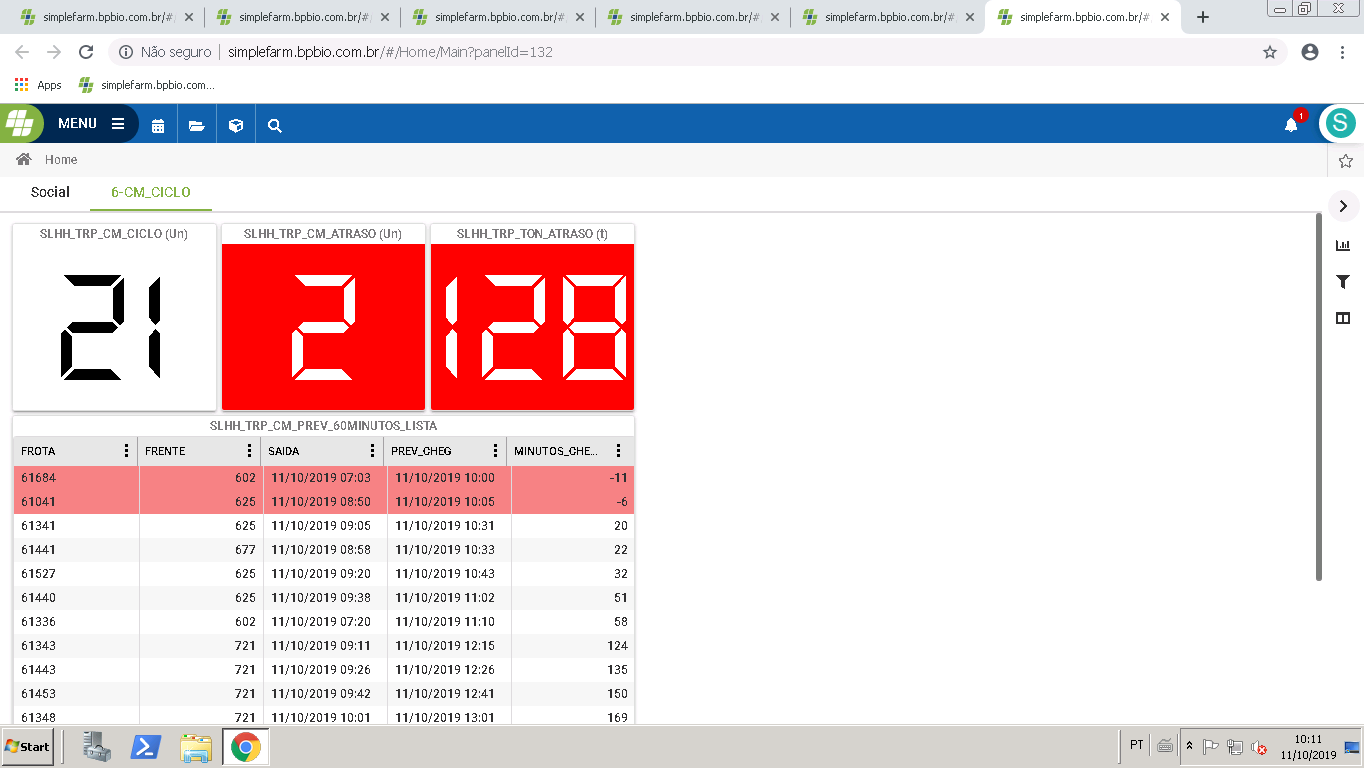 simplefarm.bpbio.com.br/# simplefarm.bpbio.com.br/# simplefarm.bpbio.com.br/# simplefarm.bpbio.com.br/# simplefarm.bpbio.com.br/# simplefarm.bpbio.com.br/#
Não seguro | simplefarm.bpbio.com.br/#/Home/Main?panelId=132
Apps simplefarm.bpbio.com...
MENU 1 S
Home
Social 6-CM_CICLO
SLHH_TRP_CM_CICLO (Un) SLHH_TRP_CM_ATRASO (Un) SLHH_TRP_TON_ATRASO (t)
21 2 128
SLHH_TRP_CM_PREV_60MINUTOS_LISTA
FROTA FRENTE SAIDA PREV_CHEG MINUTOS_CHE...
61684 602 11/10/2019 07:03 11/10/2019 10:00 -11
61041 625 11/10/2019 08:50 11/10/2019 10:05 -6
61341 625 11/10/2019 09:05 11/10/2019 10:31 20
61441 677 11/10/2019 08:58 11/10/2019 10:33 22
61527 625 11/10/2019 09:20 11/10/2019 10:43 32
61440 625 11/10/2019 09:38 11/10/2019 11:02 51
61336 602 11/10/2019 07:20 11/10/2019 11:10 58
61343 721 11/10/2019 09:11 11/10/2019 12:15 124
61443 721 11/10/2019 09:26 11/10/2019 12:26 135
61453 721 11/10/2019 09:42 11/10/2019 12:41 150
61348 721 11/10/2019 10:01 11/10/2019 13:01 169
Start PT 10:11
11/10/2019